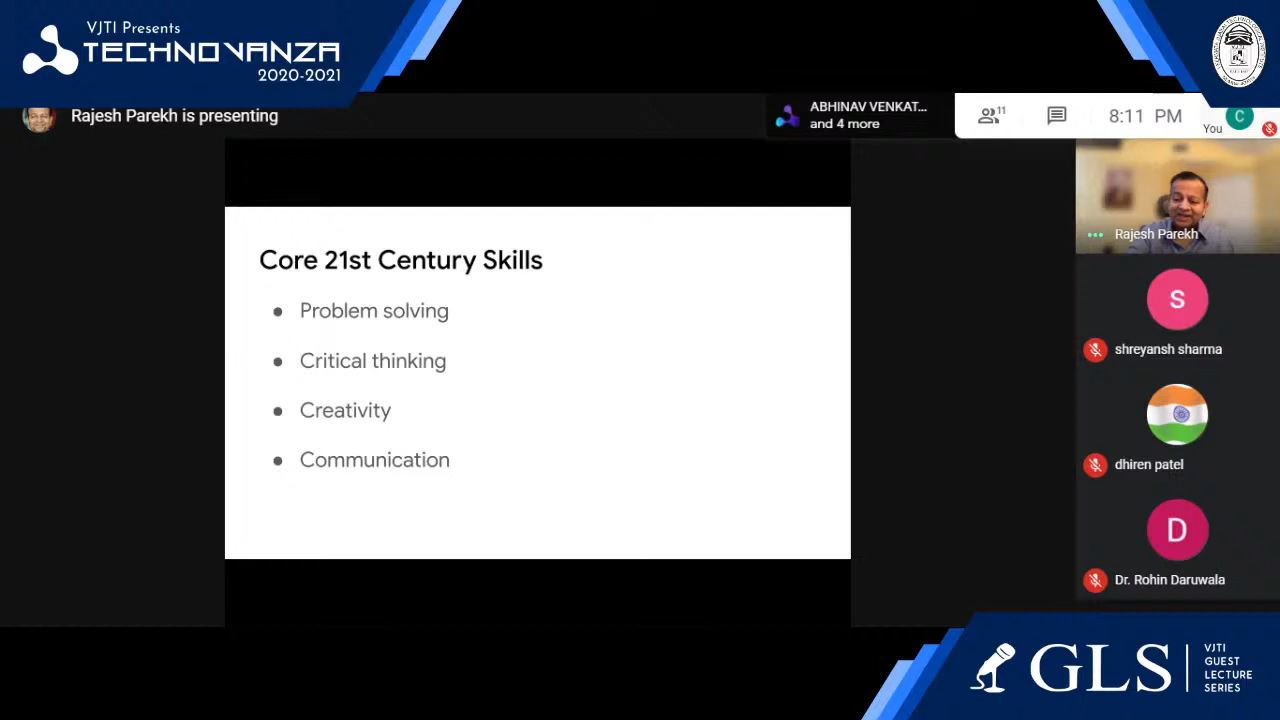 VJTI Presents
TECHNOVANZA
2020-2021
Rajesh Parekh is presenting
ABHINAV VENKAT...
and 4 more
11
8:11 PM
You
C
Rajesh Parekh
Core 21st Century Skills
Problem solving
Critical thinking
Creativity
Communication
S
shreyansh sharma
dhiren patel
D
Dr. Rohin Daruwala
GLS
VJTI
GUEST
LECTURE
SERIES